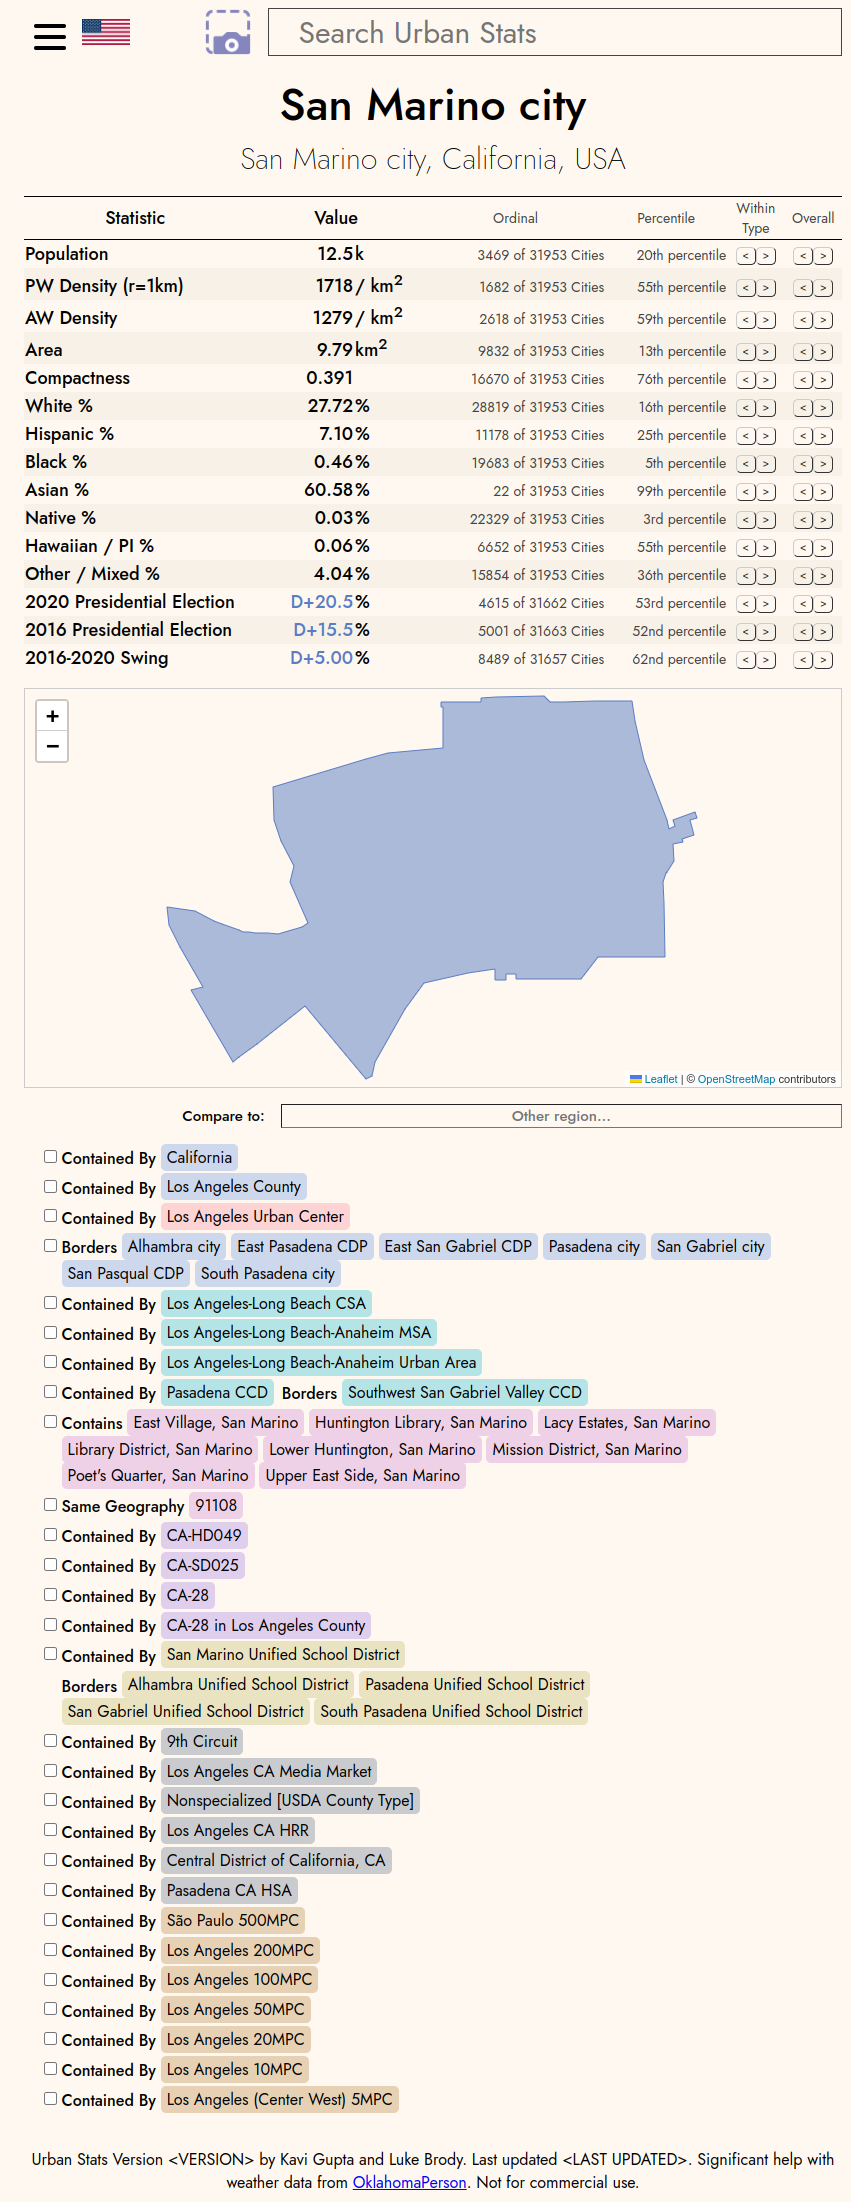 Search Urban Stats
San Marino city
San Marino city, California, USA
Statistic Value Ordinal Percentile Within Type Overall
Population 12.5k 3469 of 31953 Cities 20th percentile < > < >
PW Density (r=1km) 1718 / km² 1682 of 31953 Cities 55th percentile < > < >
AW Density 1279 / km² 2618 of 31953 Cities 59th percentile < > < >
Area 9.79 km² 9832 of 31953 Cities 13th percentile < > < >
Compactness 0.391 16670 of 31953 Cities 76th percentile < > < >
White % 27.72% 28819 of 31953 Cities 16th percentile < > < >
Hispanic % 7.10% 11178 of 31953 Cities 25th percentile < > < >
Black % 0.46% 19683 of 31953 Cities 5th percentile < > < >
Asian % 60.58% 22 of 31953 Cities 99th percentile < > < >
Native % 0.03% 22329 of 31953 Cities 3rd percentile < > < >
Hawaiian / PI % 0.06% 6652 of 31953 Cities 55th percentile < > < >
Other / Mixed % 4.04% 15854 of 31953 Cities 36th percentile < > < >
2020 Presidential Election D+20.5% 4615 of 31662 Cities 53rd percentile < > < >
2016 Presidential Election D+15.5% 5001 of 31663 Cities 52nd percentile < > < >
2016-2020 Swing D+5.00% 8489 of 31657 Cities 62nd percentile < > < >
+
−
Leaflet | © OpenStreetMap contributors
Compare to: Other region...
Contained By California
Contained By Los Angeles County
Contained By Los Angeles Urban Center
Borders Alhambra city East Pasadena CDP East San Gabriel CDP Pasadena city San Gabriel city
San Pasqual CDP South Pasadena city
Contained By Los Angeles-Long Beach CSA
Contained By Los Angeles-Long Beach-Anaheim MSA
Contained By Los Angeles-Long Beach-Anaheim Urban Area
Contained By Pasadena CCD Borders Southwest San Gabriel Valley CCD
Contains East Village, San Marino Huntington Library, San Marino Lacy Estates, San Marino
Library District, San Marino Lower Huntington, San Marino Mission District, San Marino
Poet's Quarter, San Marino Upper East Side, San Marino
Same Geography 91108
Contained By CA-HD049
Contained By CA-SD025
Contained By CA-28
Contained By CA-28 in Los Angeles County
Contained By San Marino Unified School District
Borders Alhambra Unified School District Pasadena Unified School District
San Gabriel Unified School District South Pasadena Unified School District
Contained By 9th Circuit
Contained By Los Angeles CA Media Market
Contained By Nonspecialized [USDA County Type]
Contained By Los Angeles CA HRR
Contained By Central District of California, CA
Contained By Pasadena CA HSA
Contained By São Paulo 500MPC
Contained By Los Angeles 200MPC
Contained By Los Angeles 100MPC
Contained By Los Angeles 50MPC
Contained By Los Angeles 20MPC
Contained By Los Angeles 10MPC
Contained By Los Angeles (Center West) 5MPC
Urban Stats Version <VERSION> by Kavi Gupta and Luke Brody. Last updated <LAST UPDATED>. Significant help with
weather data from OklahomaPerson. Not for commercial use.